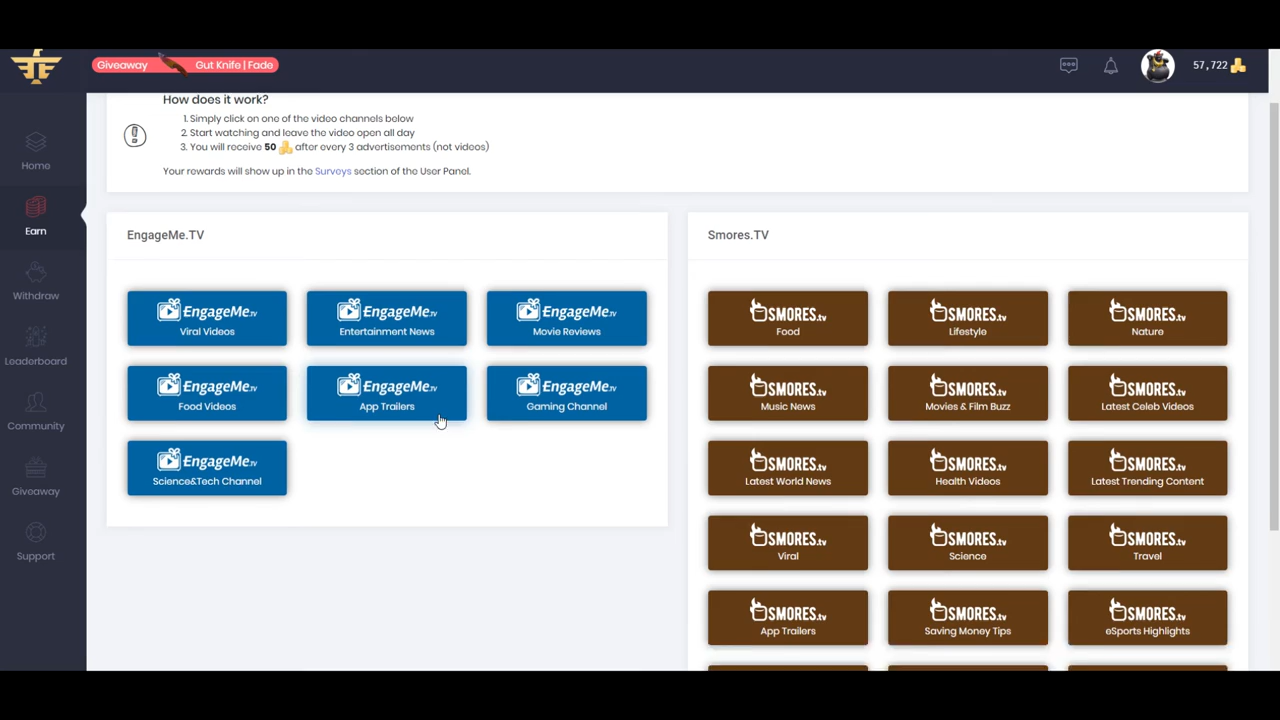 Giveaway Gut Knife | Fade
57,722
Home
Earn
Withdraw
Leaderboard
Community
Giveaway
Support
How does it work?
1. Simply click on one of the video channels below
2. Start watching and leave the video open all day
3. You will receive 50 after every 3 advertisements (not videos)
Your rewards will show up in the Surveys section of the User Panel.
EngageMe.TV
EngageMe.TV
Viral Videos
EngageMe.TV
Entertainment News
EngageMe.TV
Movie Reviews
EngageMe.TV
Food Videos
EngageMe.TV
App Trailers
EngageMe.TV
Gaming Channel
EngageMe.TV
Science&Tech Channel
Smores.TV
SMORES.tv
Food
SMORES.tv
Lifestyle
SMORES.tv
Nature
SMORES.tv
Music News
SMORES.tv
Movies & Film Buzz
SMORES.tv
Latest Celeb Videos
SMORES.tv
Latest World News
SMORES.tv
Health Videos
SMORES.tv
Latest Trending Content
SMORES.tv
Viral
SMORES.tv
Science
SMORES.tv
Travel
SMORES.tv
App Trailers
SMORES.tv
Saving Money Tips
SMORES.tv
eSports Highlights